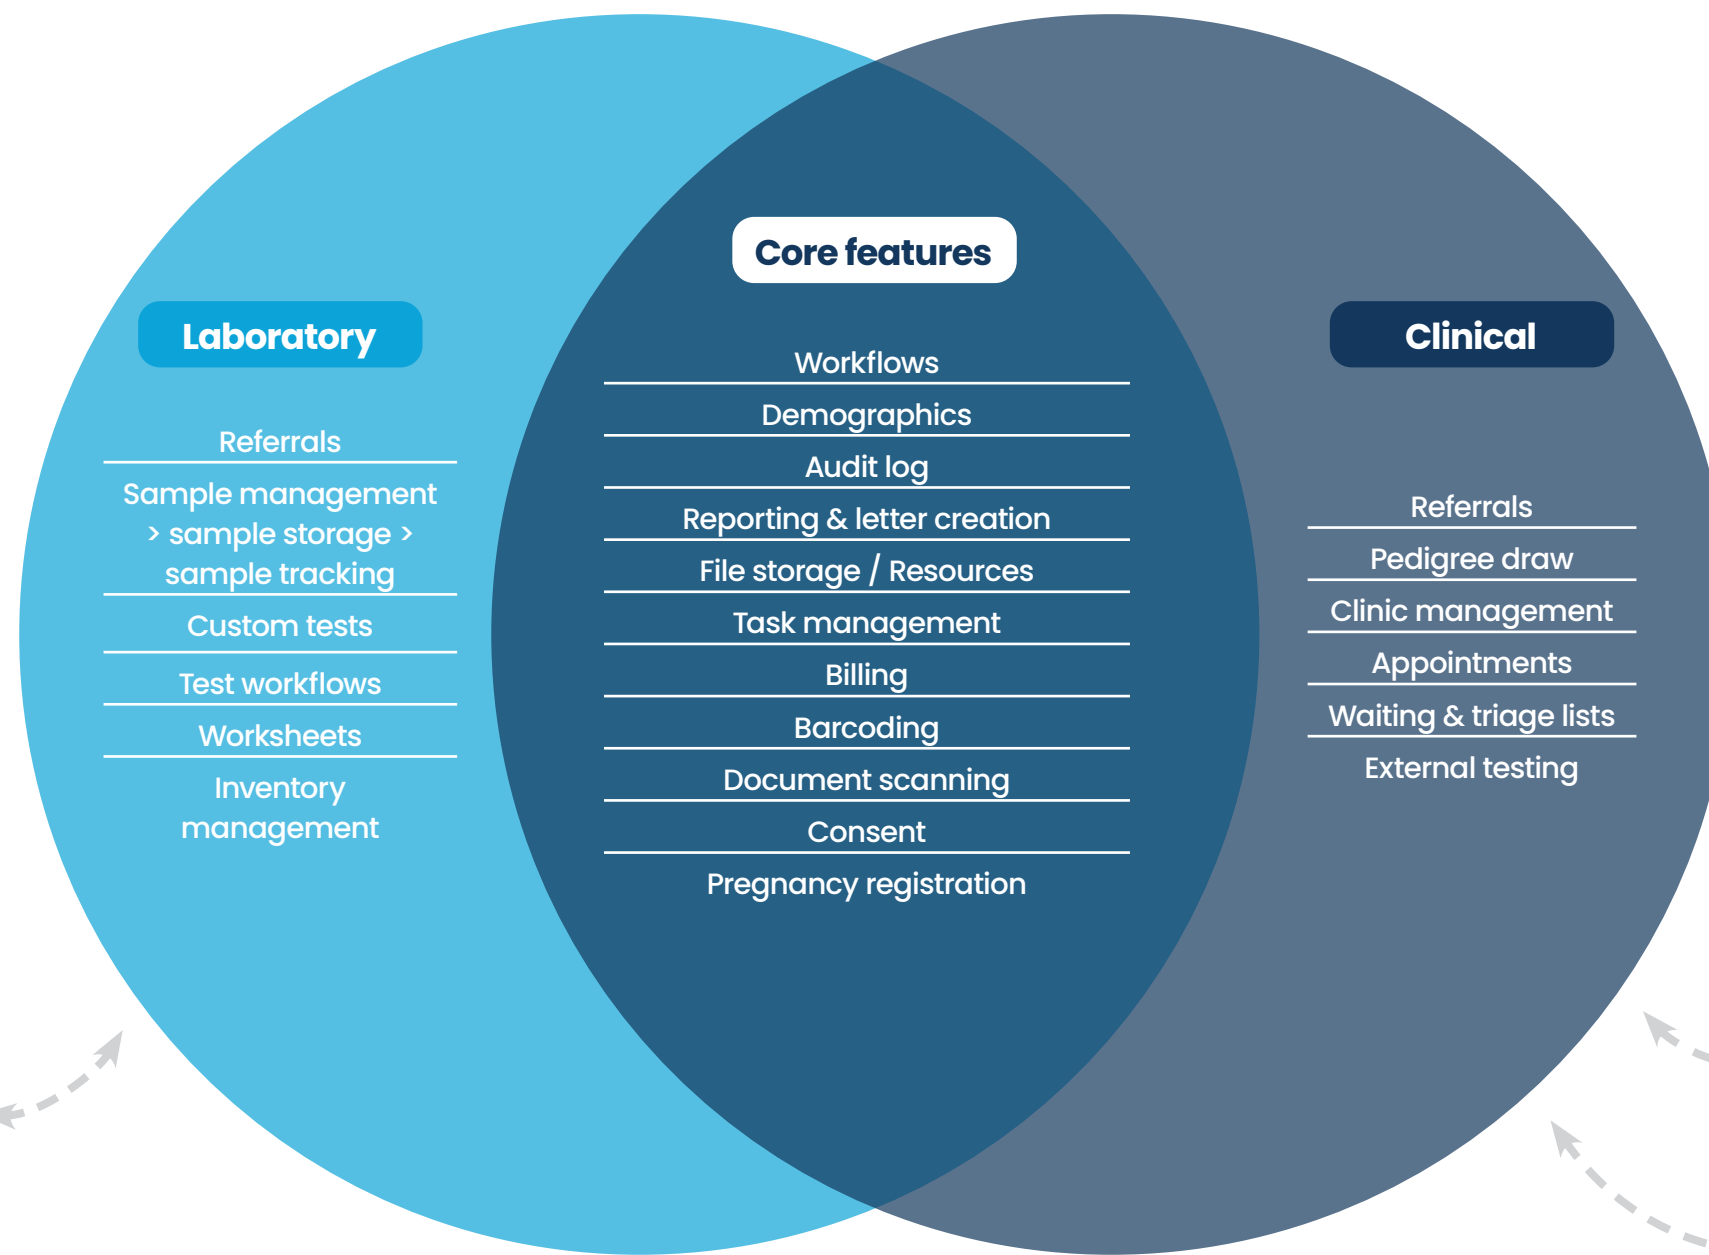 Core features
Workflows
Demographics
Audit log
Reporting & letter creation
File storage / Resources
Task management
Billing
Barcoding
Document scanning
Consent
Pregnancy registration
Laboratory
Referrals
Sample management
> sample storage >
sample tracking
Custom tests
Test workflows
Worksheets
Inventory
management
Clinical
Referrals
Pedigree draw
Clinic management
Appointments
Waiting & triage lists
External testing